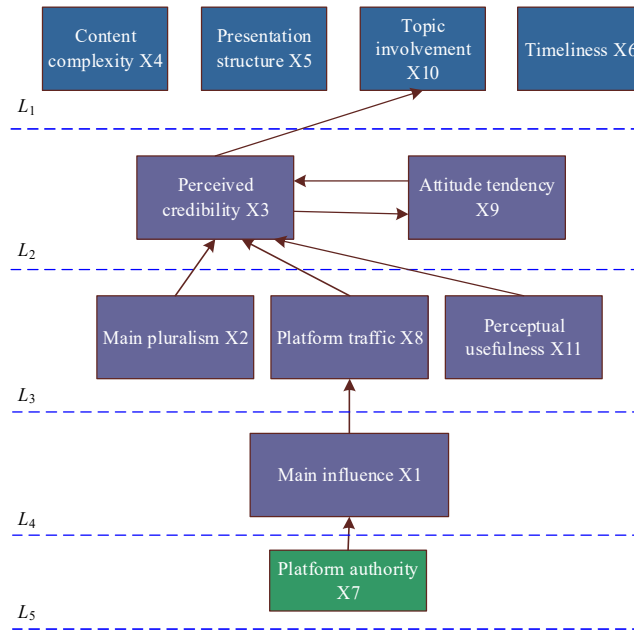 Content
complexity X4
Presentation
structure X5
Topic
involvement
X10
Timeliness X6
L1
Perceived
credibility X3
Attitude tendency
X9
L2
Main pluralism X2
Platform traffic X8
Perceptual
usefulness X11
L3
Main influence X1
L4
Platform authority
X7
L5